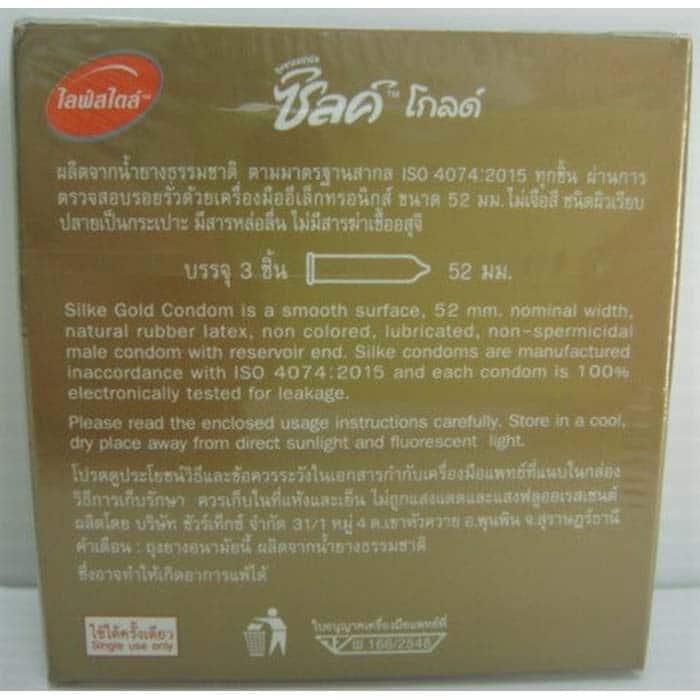 ไลฟ์สไตล์™
ถุงยางอนามัย
ซิลค์™ โกลด์
ผลิตจากน้ำยางธรรมชาติ ตามมาตรฐานสากล ISO 4074:2015 ทุกชิ้น ผ่านการ
ตรวจสอบรอยรั่วด้วยเครื่องมืออีเล็กทรอนิกส์ ขนาด 52 มม. ไม่เจือสี ชนิดผิวเรียบ
ปลายเป็นกระเปาะ มีสารหล่อลื่น ไม่มีสารฆ่าเชื้ออสุจิ
บรรจุ 3 ชิ้น 52 มม.
Silke Gold Condom is a smooth surface, 52 mm. nominal width,
natural rubber latex, non colored, lubricated, non-spermicidal
male condom with reservoir end. Silke condoms are manufactured
inaccordance with ISO 4074:2015 and each condom is 100%
electronically tested for leakage.
Please read the enclosed usage instructions carefully. Store in a cool,
dry place away from direct sunlight and fluorescent light.
โปรดดูประโยชน์วิธีและข้อควรระวังในเอกสารกำกับเครื่องมือแพทย์ที่แนบในกล่อง
วิธีการเก็บรักษา ควรเก็บในที่แห้งและเย็น ไม่ถูกแสงแดดและแสงฟลูออเรสเซนต์
ผลิตโดย บริษัท ชัวร์เท็กซ์ จำกัด 31/1 หมู่ 4 ต.เขาหัวควาย อ.พุนพิน จ.สุราษฎร์ธานี
คำเตือน : ถุงยางอนามัยนี้ ผลิตจากน้ำยางธรรมชาติ
ซึ่งอาจทำให้เกิดอาการแพ้ได้
ใช้ได้ครั้งเดียว
Single use only
ใบอนุญาตเครื่องมือแพทย์ที่
ผ 166/2548